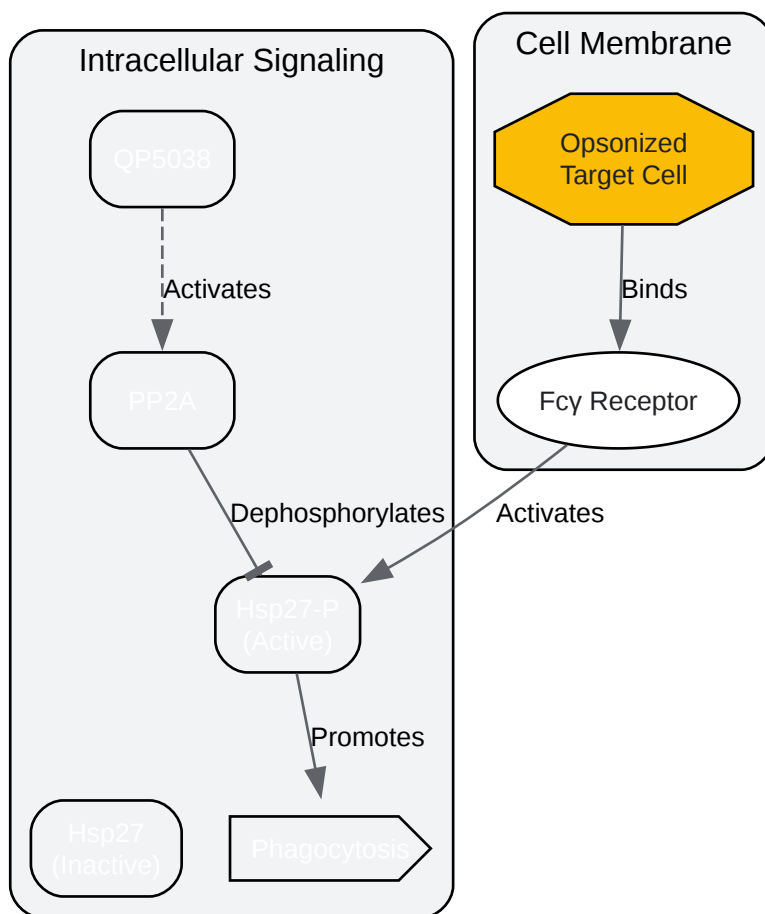 Intracellular Signaling
Cell Membrane
QP5038
Opsonized
Target Cell
Activates
Binds
PP2A
Fcγ Receptor
Dephosphorylates
Activates
Hsp27-P
(Active)
Promotes
Hsp27
(Inactive)
Phagocytosis